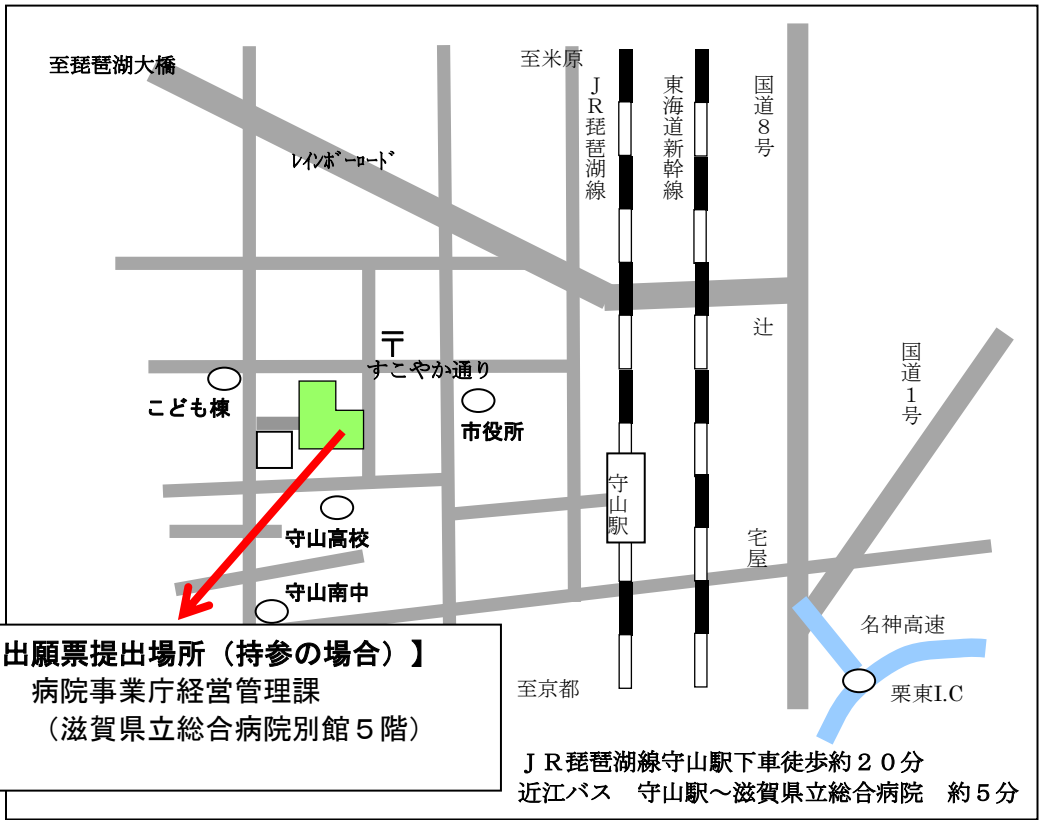 至琵琶湖大橋
至米原
ＪＲ琵琶湖線
東海道新幹線
国道８号
ﾚｲﾝﾎﾞｰﾛｰﾄﾞ
辻
〒
すこやか通り
国道１号
こども棟
市役所
守山駅
守山高校
宅屋
守山南中
名神高速
出願票提出場所（持参の場合）】
病院事業庁経営管理課
（滋賀県立総合病院別館５階）
至京都
栗東I.C
ＪＲ琵琶湖線守山駅下車徒歩約２０分
近江バス　守山駅～滋賀県立総合病院　約５分